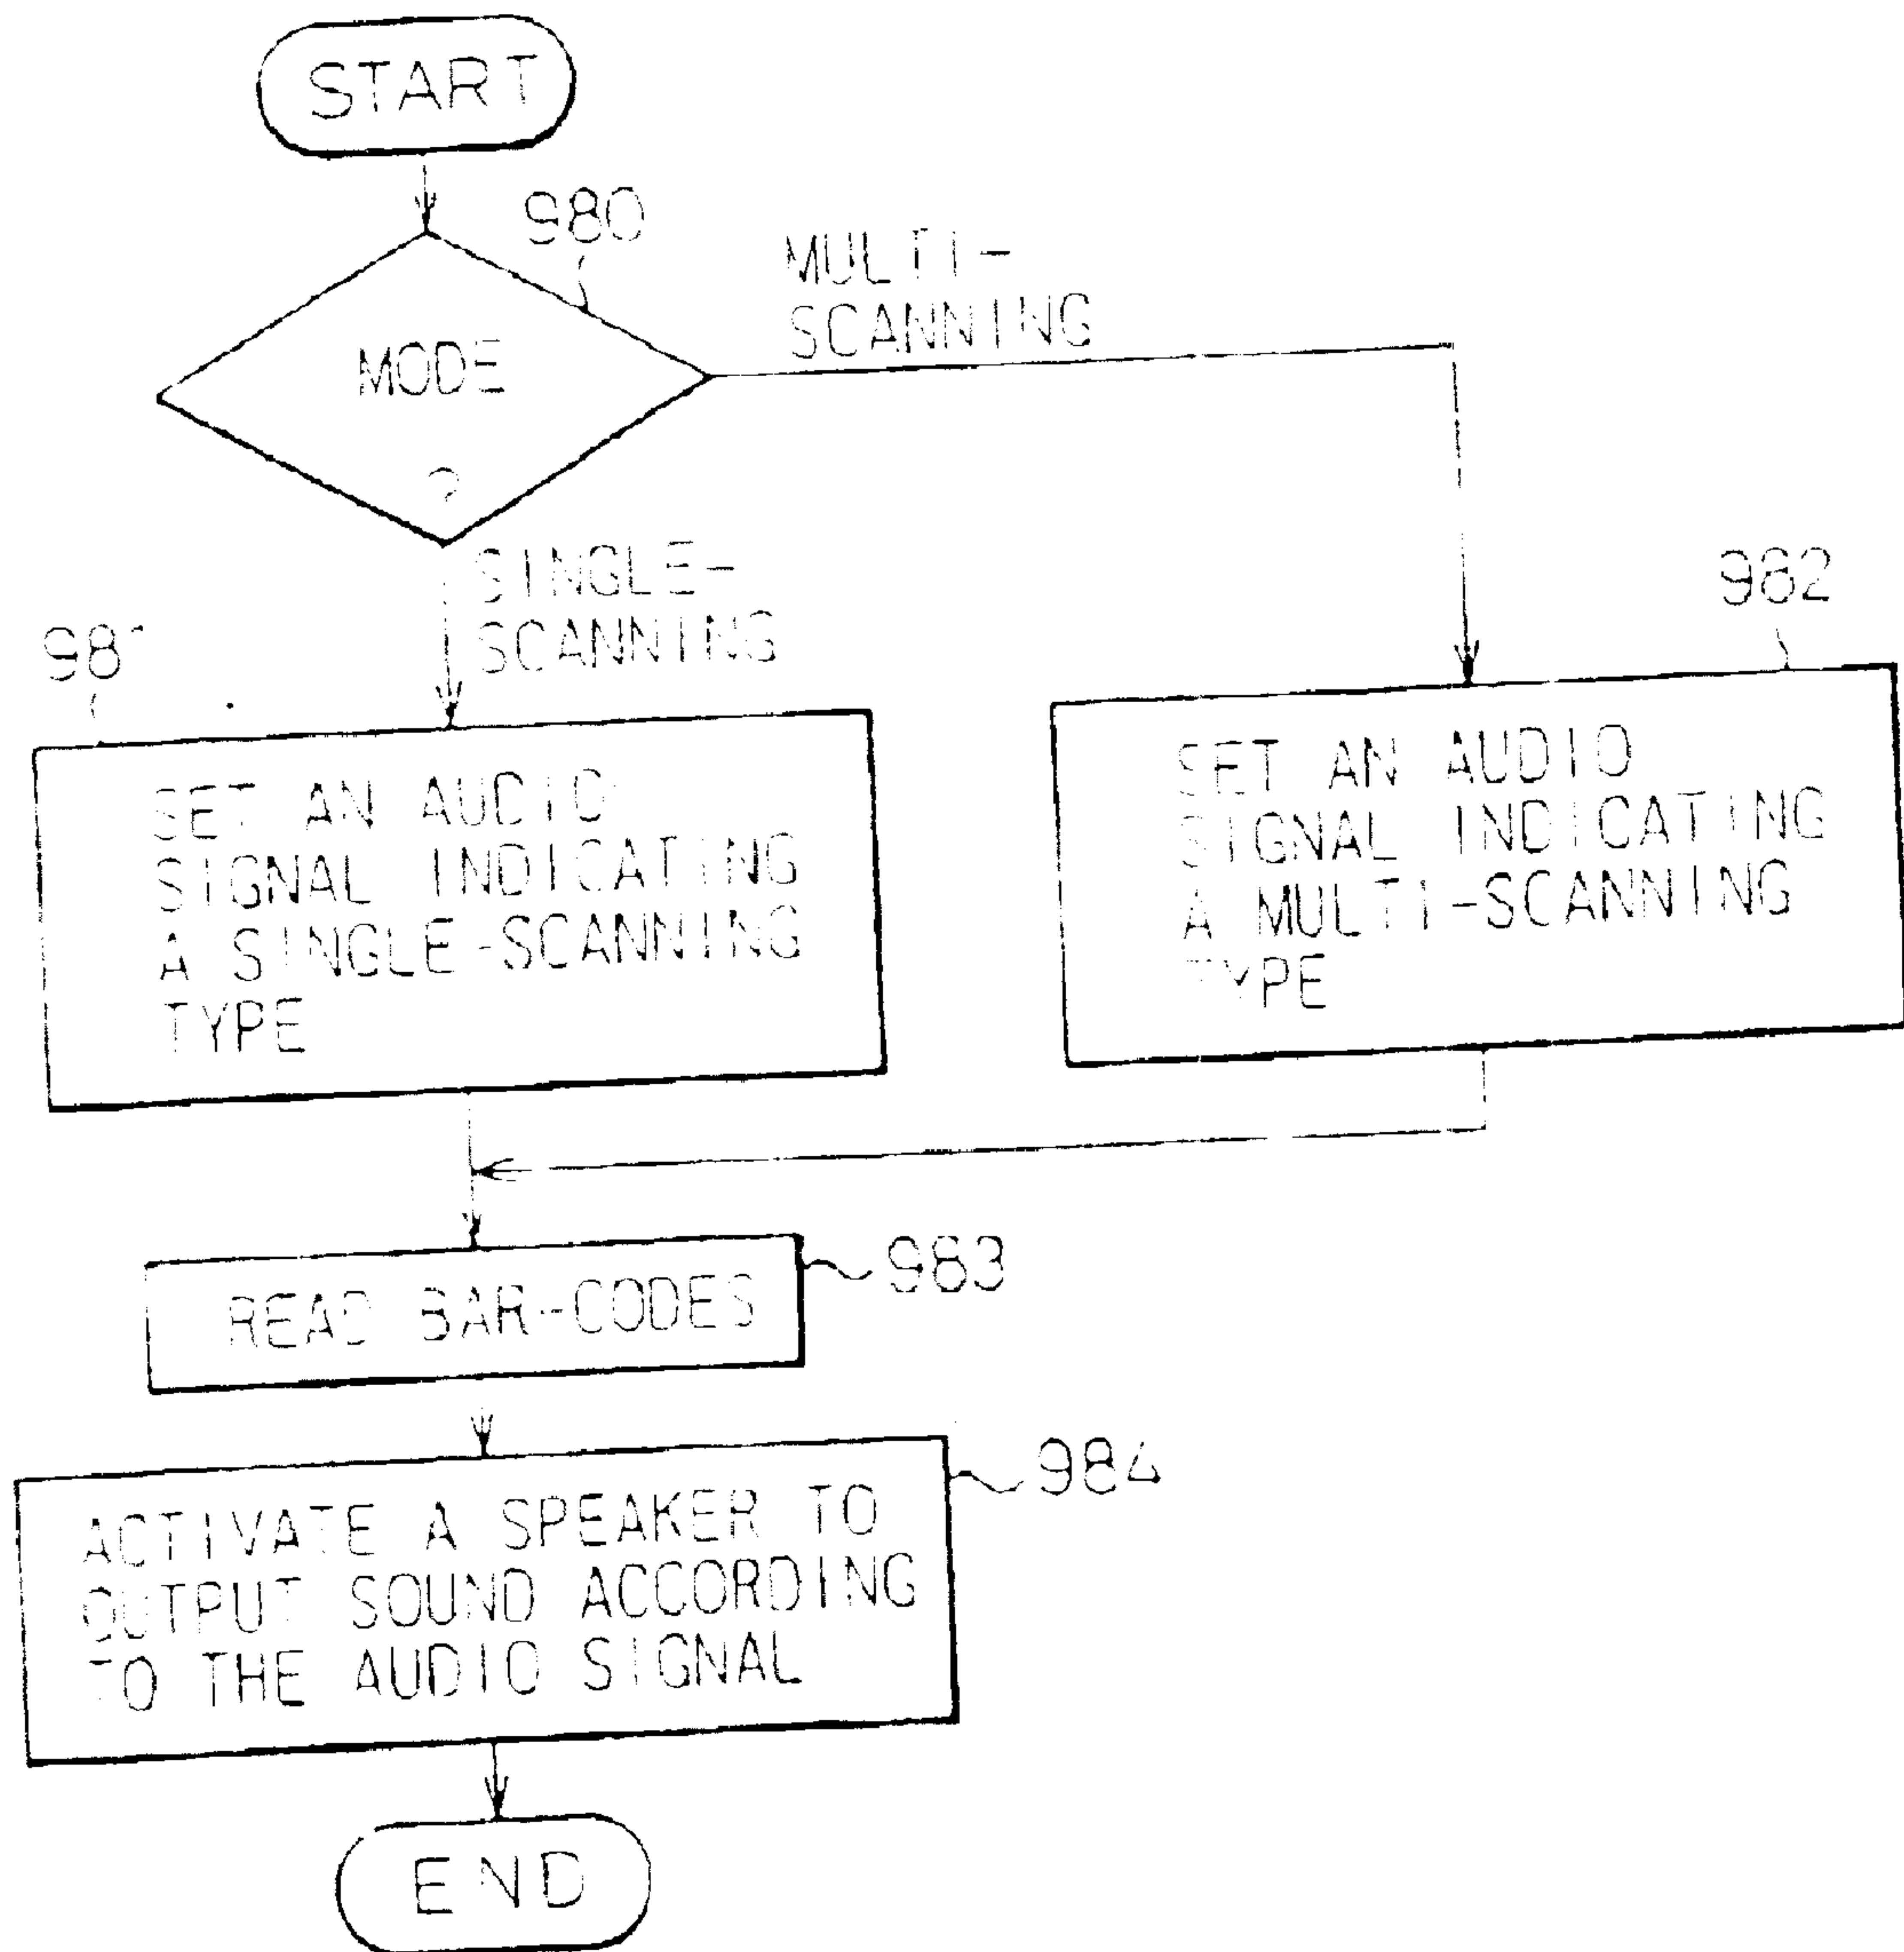 START
980
MODE
?
MULTI-
SCANNING
SINGLE-
SCANNING
981
982
SET AN AUDIO
SIGNAL INDICATING
A SINGLE-SCANNING
TYPE
SET AN AUDIO
SIGNAL INDICATING
A MULTI-SCANNING
TYPE
READ BAR-CODES
983
ACTIVATE A SPEAKER TO
OUTPUT SOUND ACCORDING
TO THE AUDIO SIGNAL
984
END